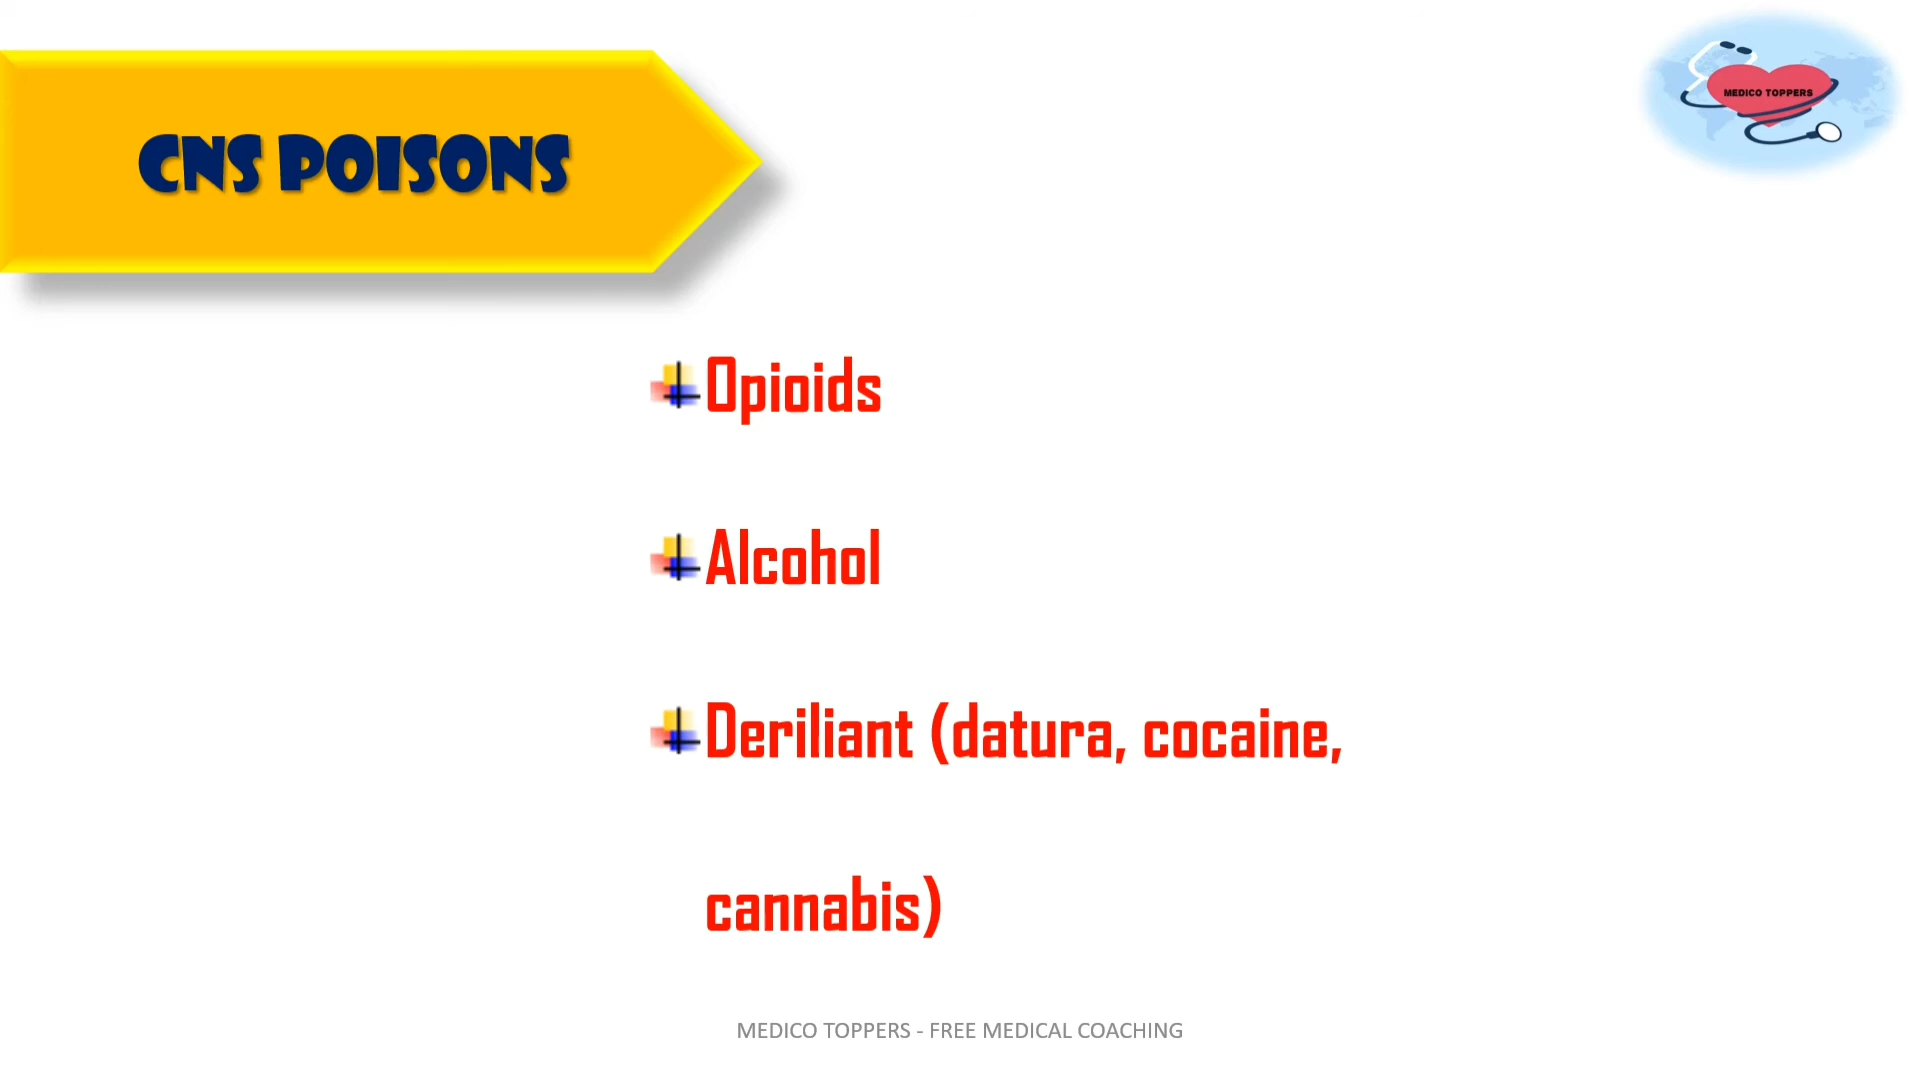 CNS POISONS
MEDICO TOPPERS
Opioids
Alcohol
Deriliant (datura, cocaine,
cannabis)
MEDICO TOPPERS - FREE MEDICAL COACHING